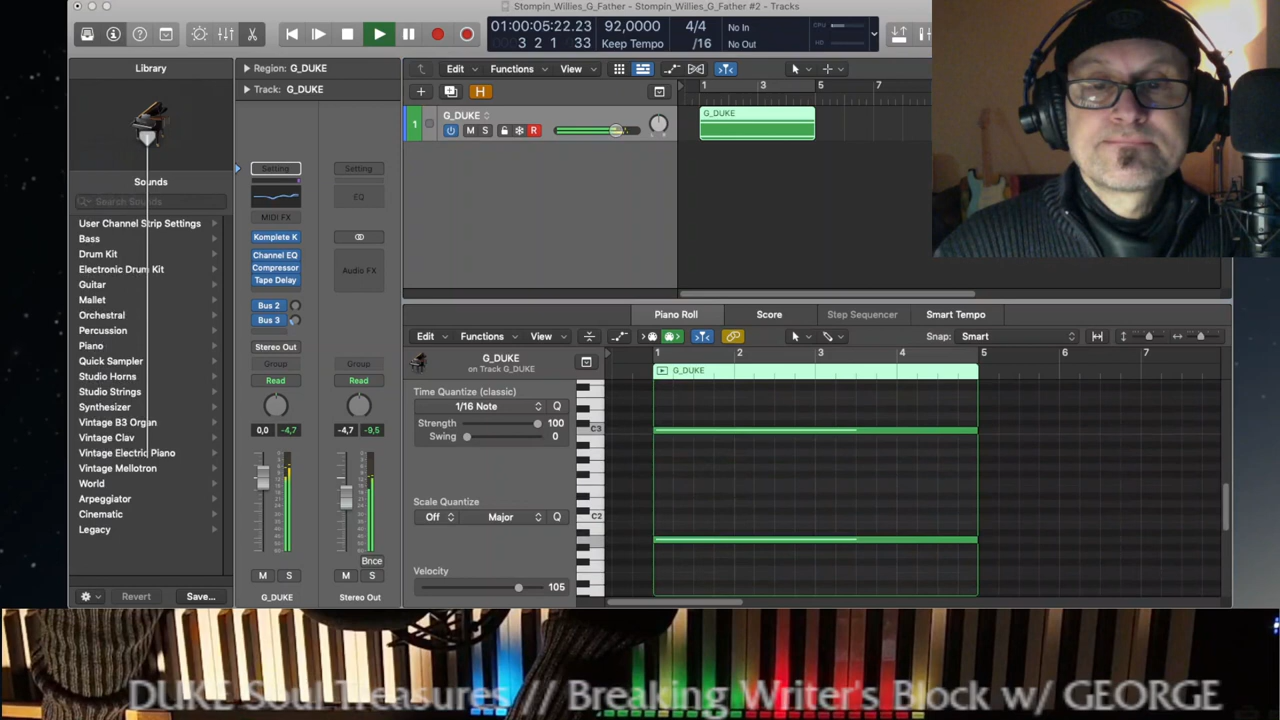 Stompin_Willies_G_Father - Stompin_Willies_G_Father #2 - Tracks
01:00:05:22.23
3 2 1 33
92,0000
Keep Tempo
4/4
/16
No In
No Out
CPU
HD
Library
Region: G_DUKE
Track: G_DUKE
Edit
Functions
View
1 3 5 7
H
1
G_DUKE
M S R
G_DUKE
Sounds
Search Sounds
User Channel Strip Settings
Bass
Drum Kit
Electronic Drum Kit
Guitar
Mallet
Orchestral
Percussion
Piano
Quick Sampler
Studio Horns
Studio Strings
Synthesizer
Vintage B3 Organ
Vintage Clav
Vintage Electric Piano
Vintage Mellotron
World
Arpeggiator
Cinematic
Legacy
Revert
Save...
Setting
MIDI FX
Komplete K
Channel EQ
Compressor
Tape Delay
Bus 2
Bus 3
Stereo Out
Group
Read
0,0 -4,7
M S
G_DUKE
Setting
EQ
Audio FX
Group
Read
-4,7 -9,5
Bnce
M S
Stereo Out
Piano Roll
Score
Step Sequencer
Smart Tempo
Edit
Functions
View
Snap: Smart
1 2 3 4 5 6 7
G_DUKE
on Track G_DUKE
G_DUKE
Time Quantize (classic)
1/16 Note
Q
Strength 100
Swing 0
Scale Quantize
Off
Major
Q
Velocity
105
C3
C2
DUKE Soul Treasures // Breaking Writer's Block w/ GEORGE